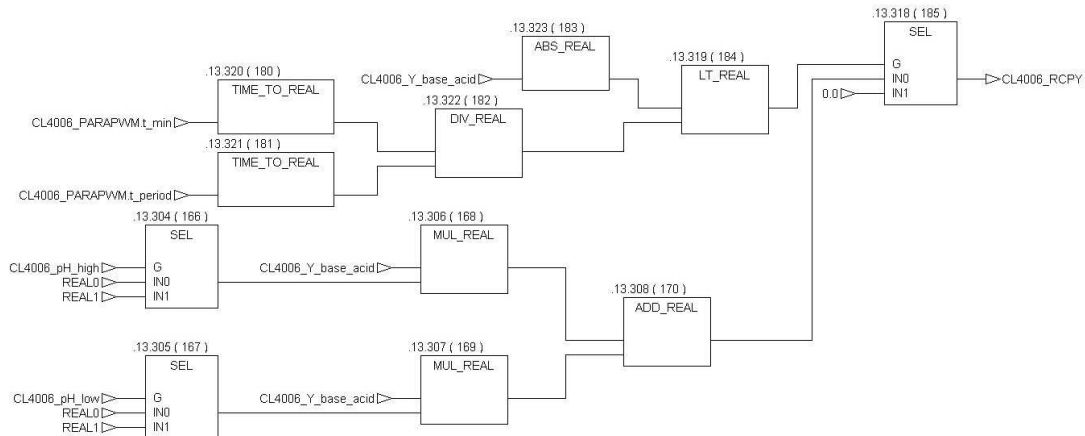 .13.318 ( 185 )
SEL
G
IN0
IN1
CL4006_RCPY
0.0
.13.323 ( 183 )
ABS_REAL
CL4006_Y_base_acid
.13.319 ( 184 )
LT_REAL
.13.320 ( 180 )
TIME_TO_REAL
CL4006_PARAPWM.t_min
.13.322 ( 182 )
DIV_REAL
.13.321 ( 181 )
TIME_TO_REAL
CL4006_PARAPWM.t_period
.13.304 ( 166 )
SEL
CL4006_pH_high
G
REAL0
IN0
REAL1
IN1
.13.306 ( 168 )
MUL_REAL
CL4006_Y_base_acid
.13.308 ( 170 )
ADD_REAL
.13.305 ( 167 )
SEL
CL4006_pH_low
G
REAL0
IN0
REAL1
IN1
.13.307 ( 169 )
MUL_REAL
CL4006_Y_base_acid